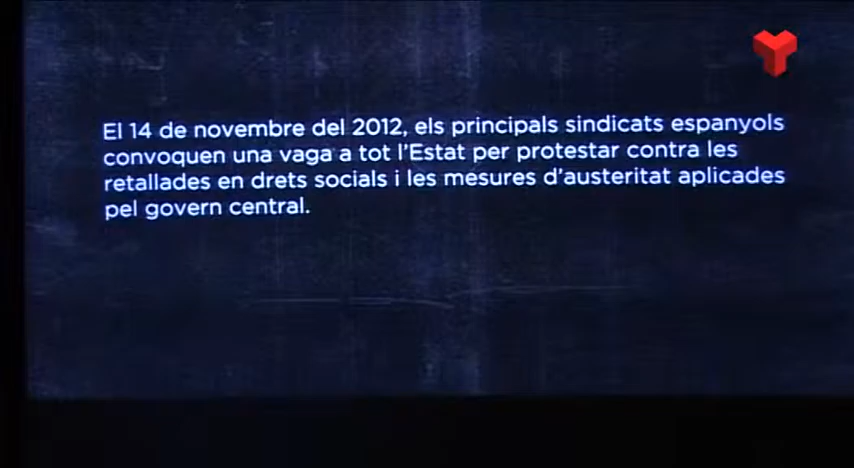 El 14 de novembre del 2012, els principals sindicats espanyols
convoquen una vaga a tot l'Estat per protestar contra les
retallades en drets socials i les mesures d'austeritat aplicades
pel govern central.